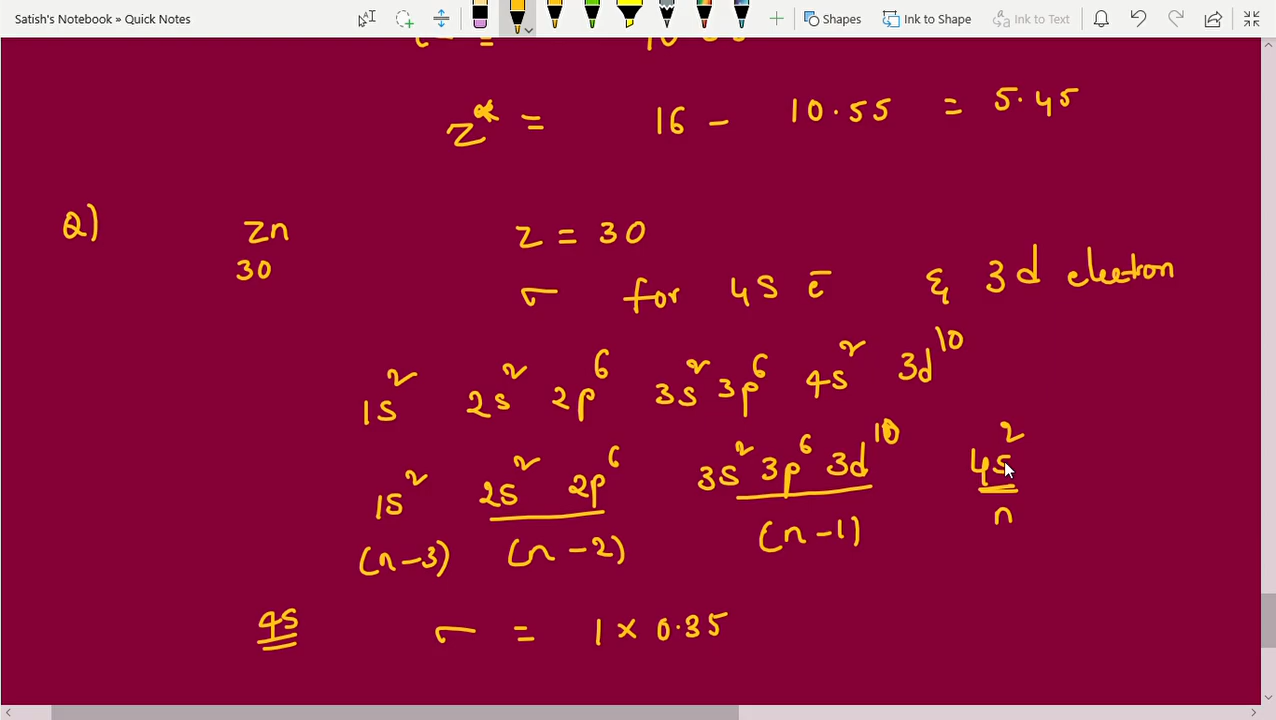 Satish's Notebook » Quick Notes
Shapes Ink to Shape Ink to Text
z* = 16 - 10.55 = 5.45
Q) Zn z = 30
30
σ for 4s ē & 3d electron
1s² 2s² 2p⁶ 3s² 3p⁶ 4s² 3d¹⁰
1s² 2s² 2p⁶ 3s² 3p⁶ 3d¹⁰ 4s²
(n-3) (n-2) (n-1) n
4s σ = 1 × 0.35